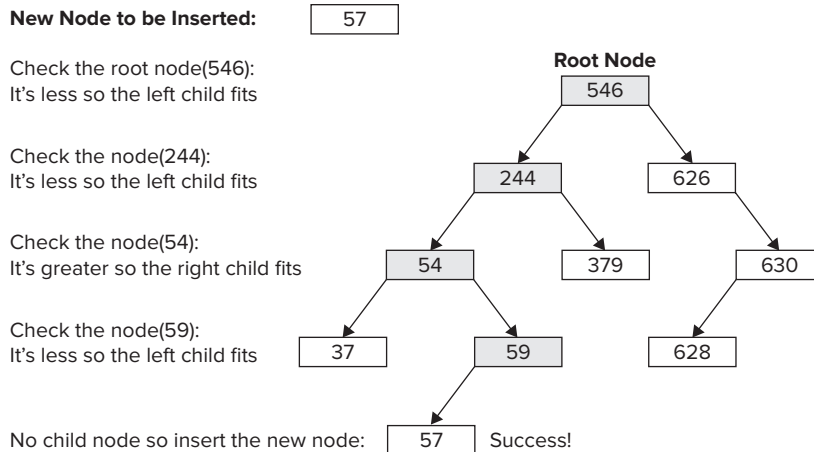 New Node to be Inserted: 57
Root Node
Check the root node(546):
It's less so the left child fits
546
Check the node(244):
It's less so the left child fits
244 626
Check the node(54):
It's greater so the right child fits
54 379 630
Check the node(59):
It's less so the left child fits
37 59 628
No child node so insert the new node: 57 Success!